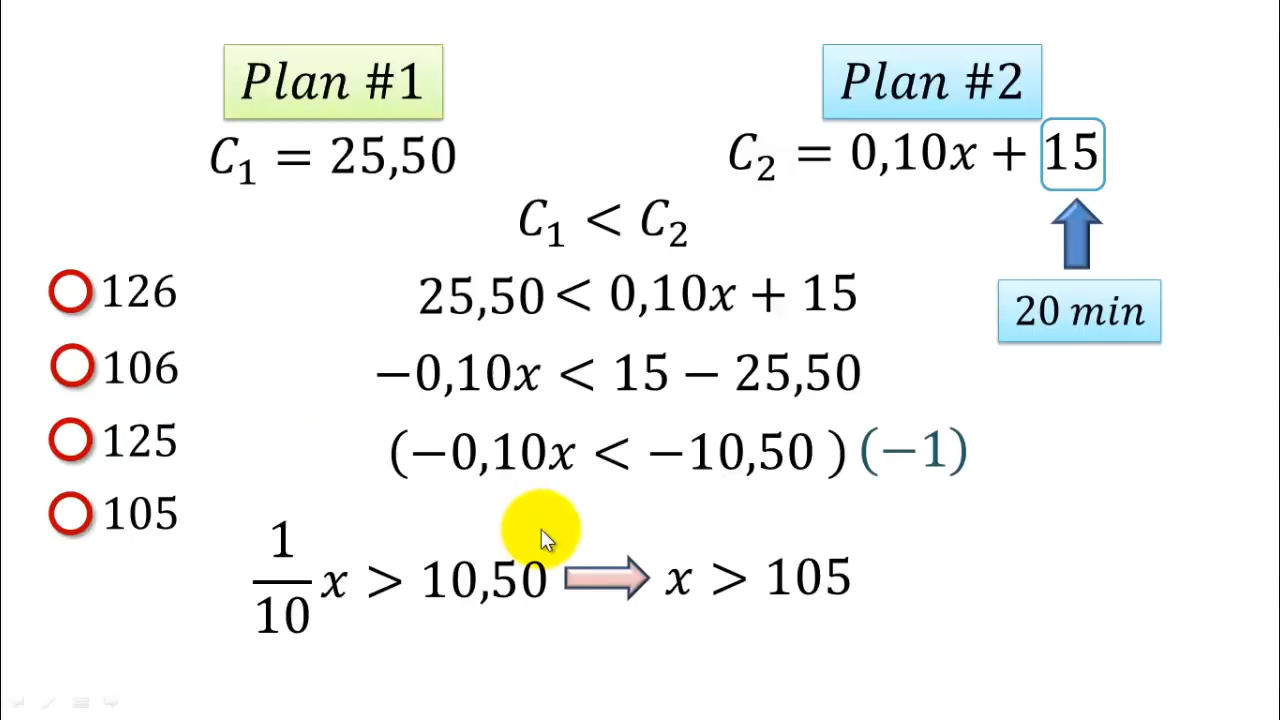 Plan #1
Plan #2
C₁ = 25,50
C₂ = 0,10x + 15
C₁ < C₂
20 min
126
25,50 < 0,10x + 15
106
−0,10x < 15 − 25,50
125
(−0,10x < −10,50 ) (−1)
105
1/10 x > 10,50
x > 105